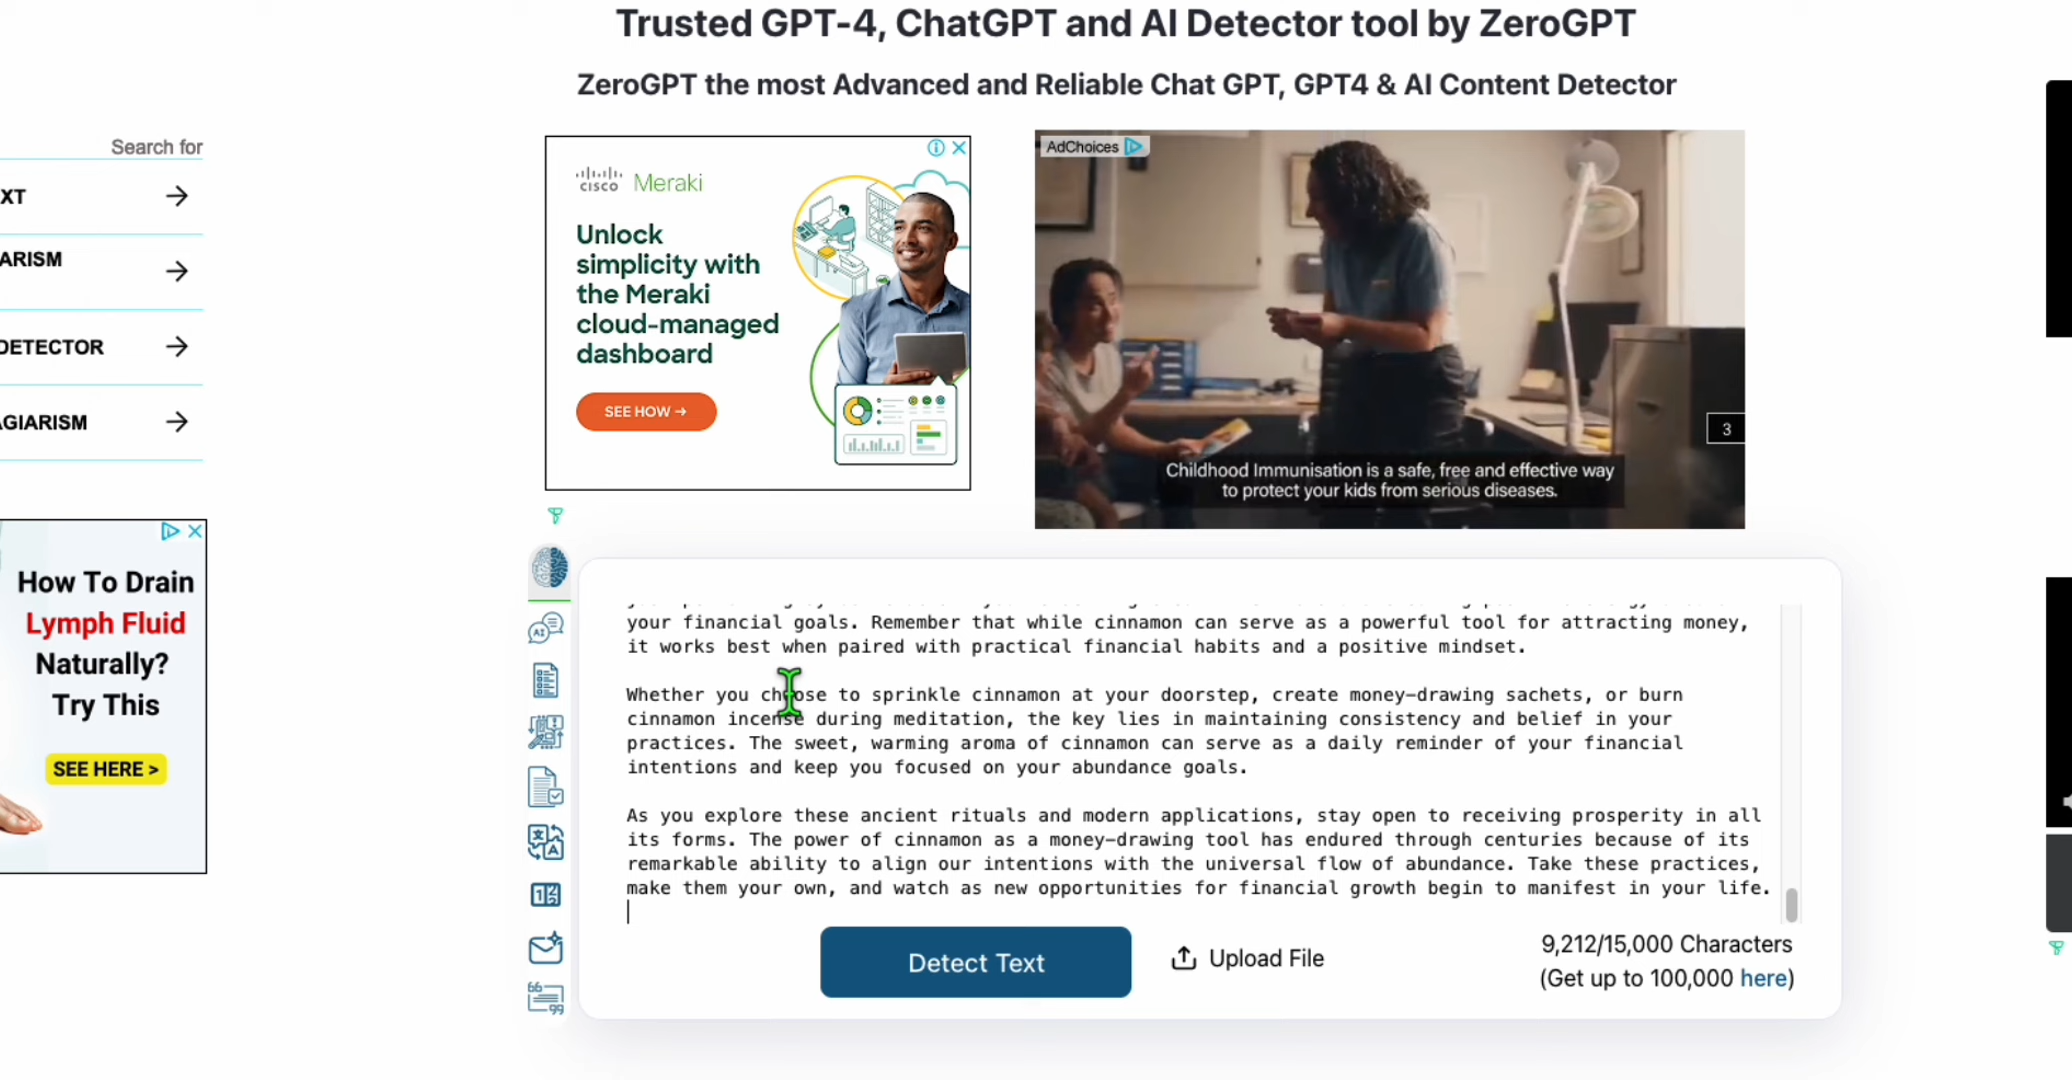 Trusted GPT-4, ChatGPT and AI Detector tool by ZeroGPT
ZeroGPT the most Advanced and Reliable Chat GPT, GPT4 & AI Content Detector
Search for
XT
ARISM
DETECTOR
AGIARISM
cisco Meraki
Unlock
simplicity with
the Meraki
cloud-managed
dashboard
SEE HOW →
AdChoices
3
Childhood Immunisation is a safe, free and effective way
to protect your kids from serious diseases.
How To Drain
Lymph Fluid
Naturally?
Try This
SEE HERE >
your financial goals. Remember that while cinnamon can serve as a powerful tool for attracting money,
it works best when paired with practical financial habits and a positive mindset.
Whether you choose to sprinkle cinnamon at your doorstep, create money-drawing sachets, or burn
cinnamon incense during meditation, the key lies in maintaining consistency and belief in your
practices. The sweet, warming aroma of cinnamon can serve as a daily reminder of your financial
intentions and keep you focused on your abundance goals.
As you explore these ancient rituals and modern applications, stay open to receiving prosperity in all
its forms. The power of cinnamon as a money-drawing tool has endured through centuries because of its
remarkable ability to align our intentions with the universal flow of abundance. Take these practices,
make them your own, and watch as new opportunities for financial growth begin to manifest in your life.
Detect Text
Upload File
9,212/15,000 Characters
(Get up to 100,000 here)